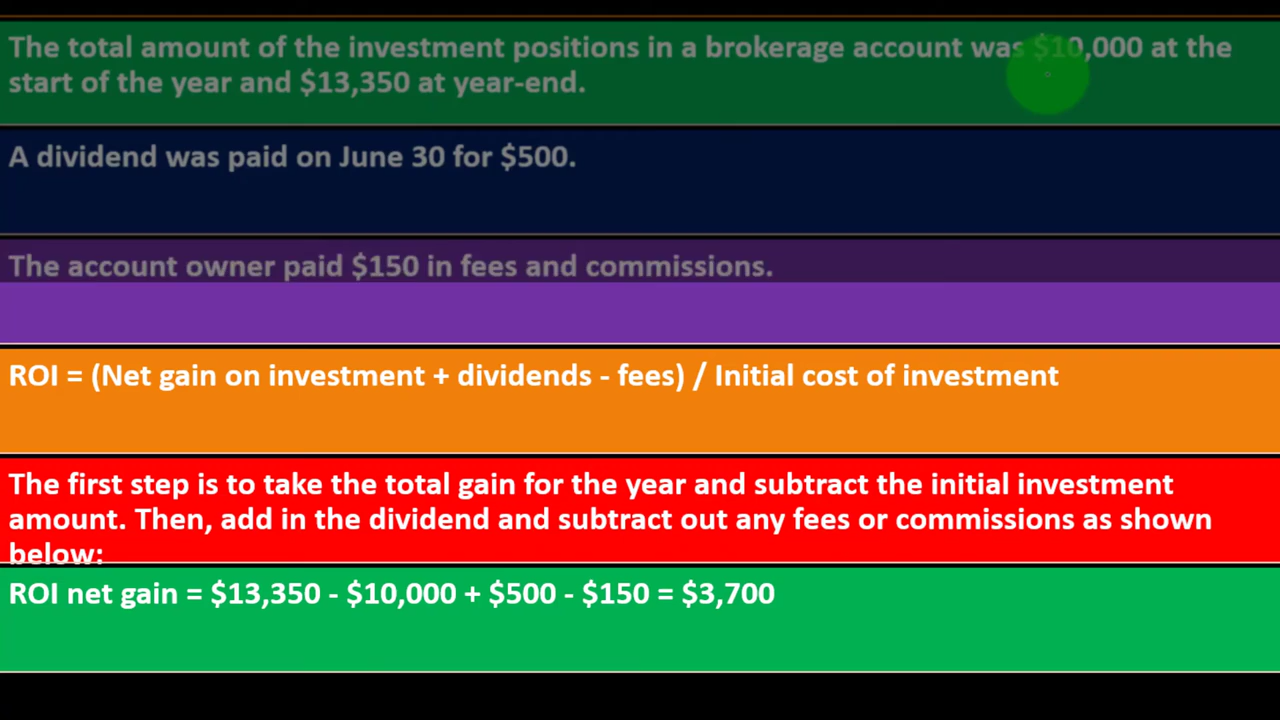 The total amount of the investment positions in a brokerage account was $10,000 at the
start of the year and $13,350 at year-end.
A dividend was paid on June 30 for $500.
The account owner paid $150 in fees and commissions.
ROI = (Net gain on investment + dividends - fees) / Initial cost of investment
The first step is to take the total gain for the year and subtract the initial investment
amount. Then, add in the dividend and subtract out any fees or commissions as shown
below:
ROI net gain = $13,350 - $10,000 + $500 - $150 = $3,700